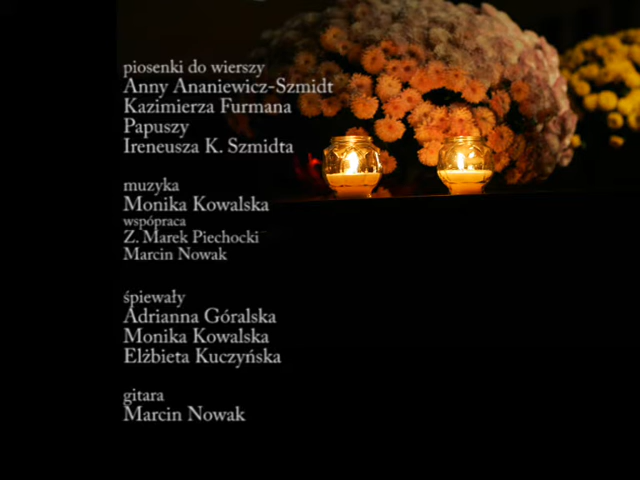 piosenki do wierszy
Anny Ananiewicz-Szmidt
Kazimierza Furmana
Papuszy
Ireneusza K. Szmidta
muzyka
Monika Kowalska
wspópraca
Z. Marek Piechocki
Marcin Nowak
śpiewały
Adrianna Góralska
Monika Kowalska
Elżbieta Kuczyńska
gitara
Marcin Nowak